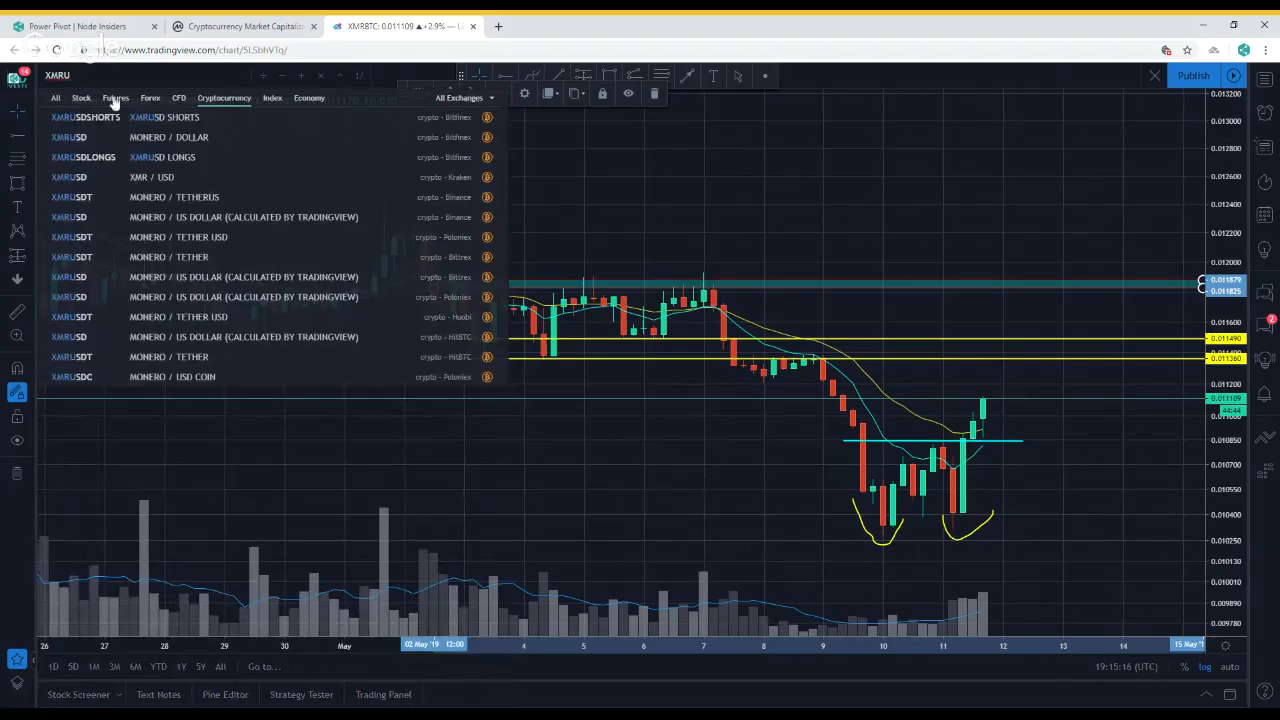 Power Pivot | Node Insiders
Cryptocurrency Market Capitaliz
XMRBTC: 0.011109 ▲+2.9% — |
https://www.tradingview.com/chart/5LSbhVTq/
14
XMRU
Publish
All Stock Futures Forex CFD Cryptocurrency Index Economy All Exchanges
XMRUSDSHORTS XMRUSD SHORTS crypto - Bitfinex
XMRUSD MONERO / DOLLAR crypto - Bitfinex
XMRUSDLONGS XMRUSD LONGS crypto - Bitfinex
XMRUSD XMR / USD crypto - Kraken
XMRUSDT MONERO / TETHERUS crypto - Binance
XMRUSD MONERO / US DOLLAR (CALCULATED BY TRADINGVIEW) crypto - Binance
XMRUSDT MONERO / TETHER USD crypto - Poloniex
XMRUSDT MONERO / TETHER crypto - Bittrex
XMRUSD MONERO / US DOLLAR (CALCULATED BY TRADINGVIEW) crypto - Bittrex
XMRUSD MONERO / US DOLLAR (CALCULATED BY TRADINGVIEW) crypto - Poloniex
XMRUSDT MONERO / TETHER USD crypto - Huobi
XMRUSD MONERO / US DOLLAR (CALCULATED BY TRADINGVIEW) crypto - HitBTC
XMRUSDT MONERO / TETHER crypto - HitBTC
XMRUSDC MONERO / USD COIN crypto - Poloniex
0.013200
0.012800
0.012600
0.012400
0.012200
0.012000
0.011879
0.011825
0.011600
0.011490
0.011360
0.011200
0.011109
44:44
0.010850
0.010700
0.010550
0.010400
0.010250
0.010130
0.010010
0.009890
0.009780
2
26 27 28 29 30 May 02 May '19 12:00 4 5 6 7 8 9 10 11 12 13 14 15 May '1
1D 5D 1M 3M 6M YTD 1Y 5Y All Go to... 19:15:16 (UTC) % log auto
Stock Screener Text Notes Pine Editor Strategy Tester Trading Panel